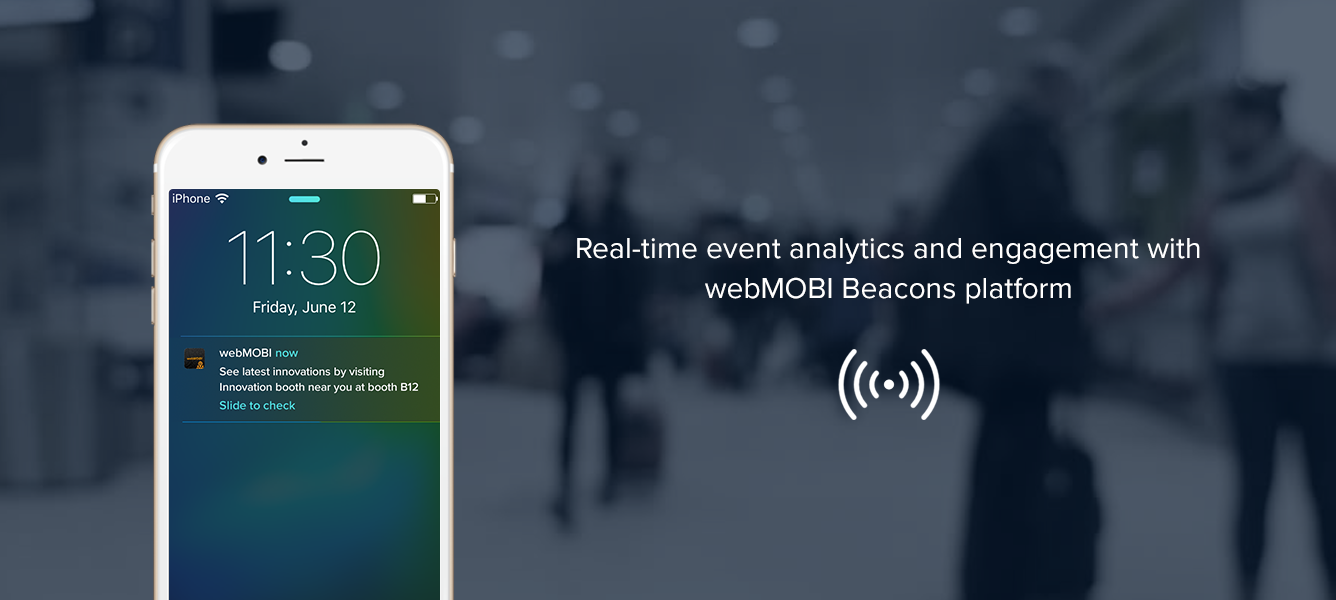 iPhone
11:30
Friday, June 12
webMOBI now
See latest innovations by visiting
Innovation booth near you at booth B12
Slide to check
Real-time event analytics and engagement with
webMOBI Beacons platform